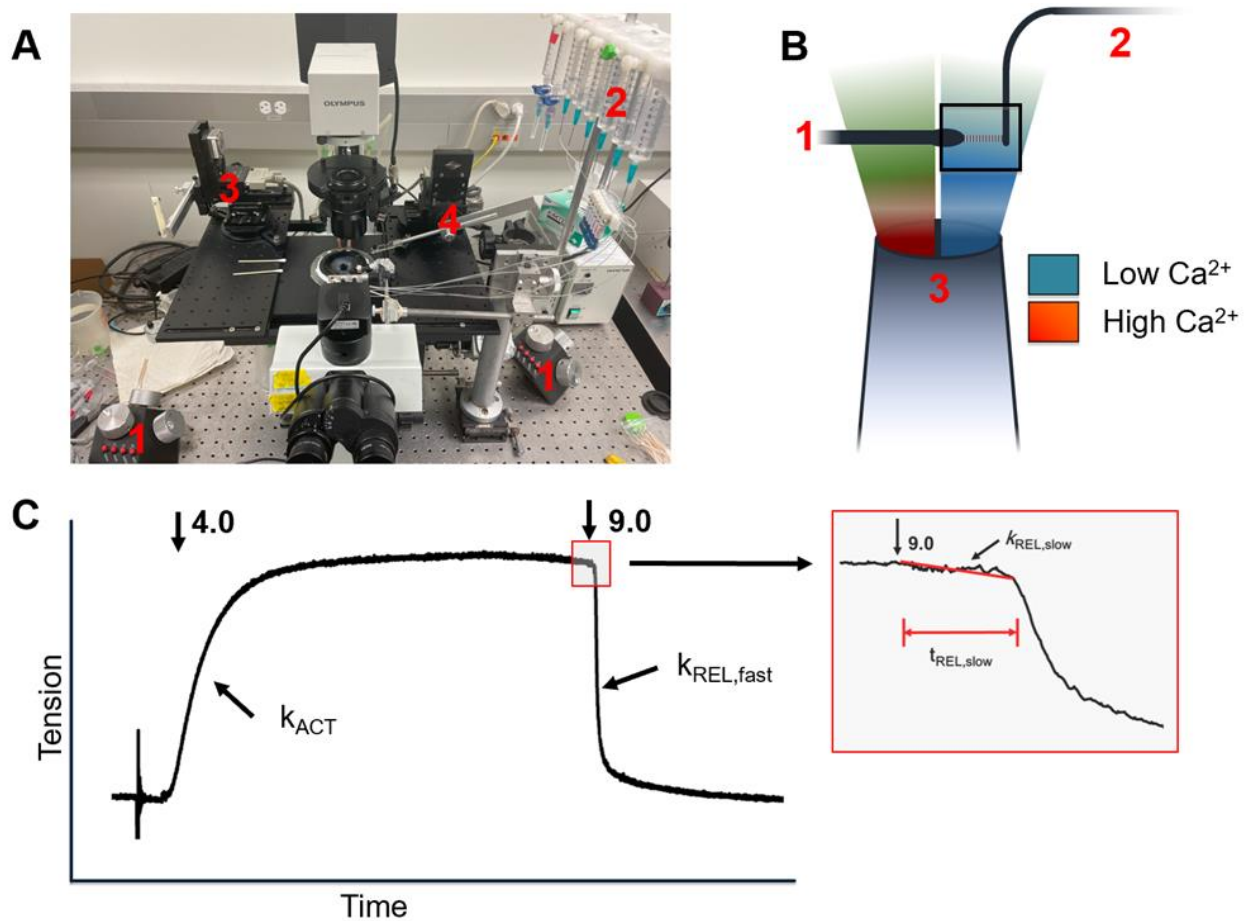 A
OLYMPUS
2
3
4
1
1
B
1
2
3
Low Ca²⁺
High Ca²⁺
C
4.0
9.0
kACT
kREL,fast
Tension
Time
9.0
kREL,slow
tREL,slow